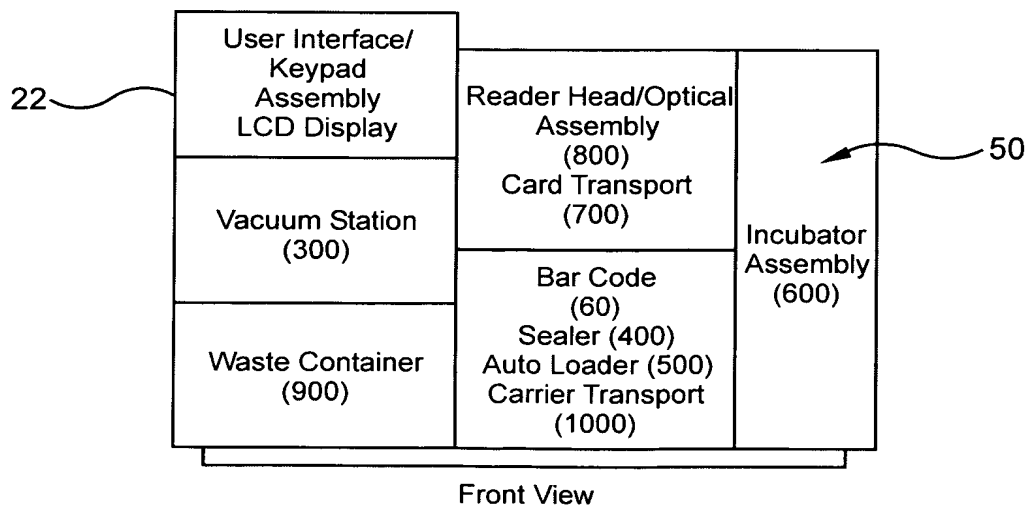 User Interface/
Keypad
Assembly
LCD Display
22
Vacuum Station
(300)
Waste Container
(900)
Reader Head/Optical
Assembly
(800)
Card Transport
(700)
Bar Code
(60)
Sealer (400)
Auto Loader (500)
Carrier Transport
(1000)
50
Incubator
Assembly
(600)
Front View